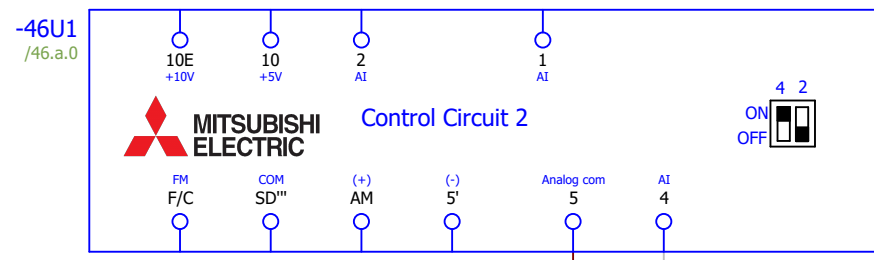 -46U1
/46.a.0
10E 10 2 1
+10V +5V AI AI
4 2
MITSUBISHI
ELECTRIC
Control Circuit 2
ON
OFF
FM COM (+) (-) Analog com AI
F/C SD''' AM 5' 5 4